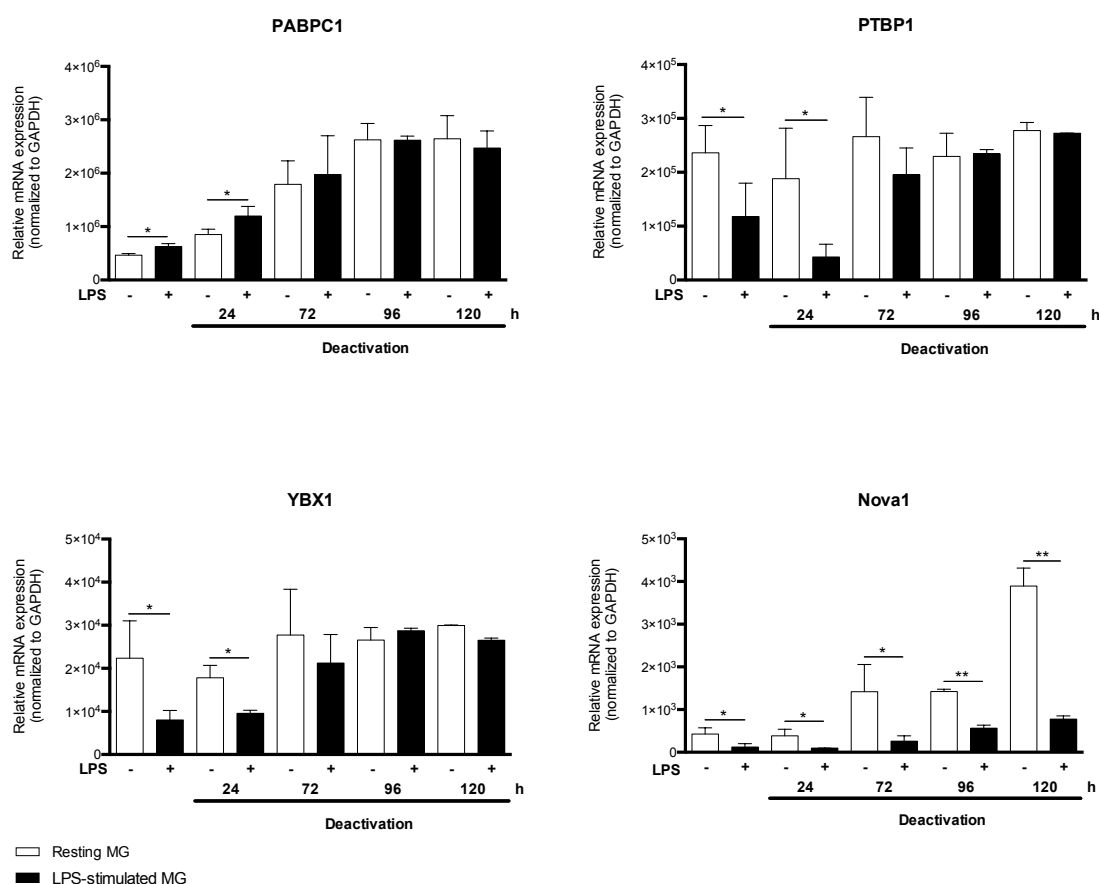 PABPC1
Relative mRNA expression
(normalized to GAPDH)
4×10⁶
3×10⁶
2×10⁶
1×10⁶
0
* *
LPS - + - + - + - + - +
24 72 96 120 h
Deactivation
PTBP1
Relative mRNA expression
(normalized to GAPDH)
4×10⁵
3×10⁵
2×10⁵
1×10⁵
0
* *
LPS - + - + - + - + - +
24 72 96 120 h
Deactivation
YBX1
Relative mRNA expression
(normalized to GAPDH)
5×10⁴
4×10⁴
3×10⁴
2×10⁴
1×10⁴
0
* *
LPS - + - + - + - + - +
24 72 96 120 h
Deactivation
Nova1
Relative mRNA expression
(normalized to GAPDH)
5×10³
4×10³
3×10³
2×10³
1×10³
0
* * * ** **
LPS - + - + - + - + - +
24 72 96 120 h
Deactivation
Resting MG
LPS-stimulated MG